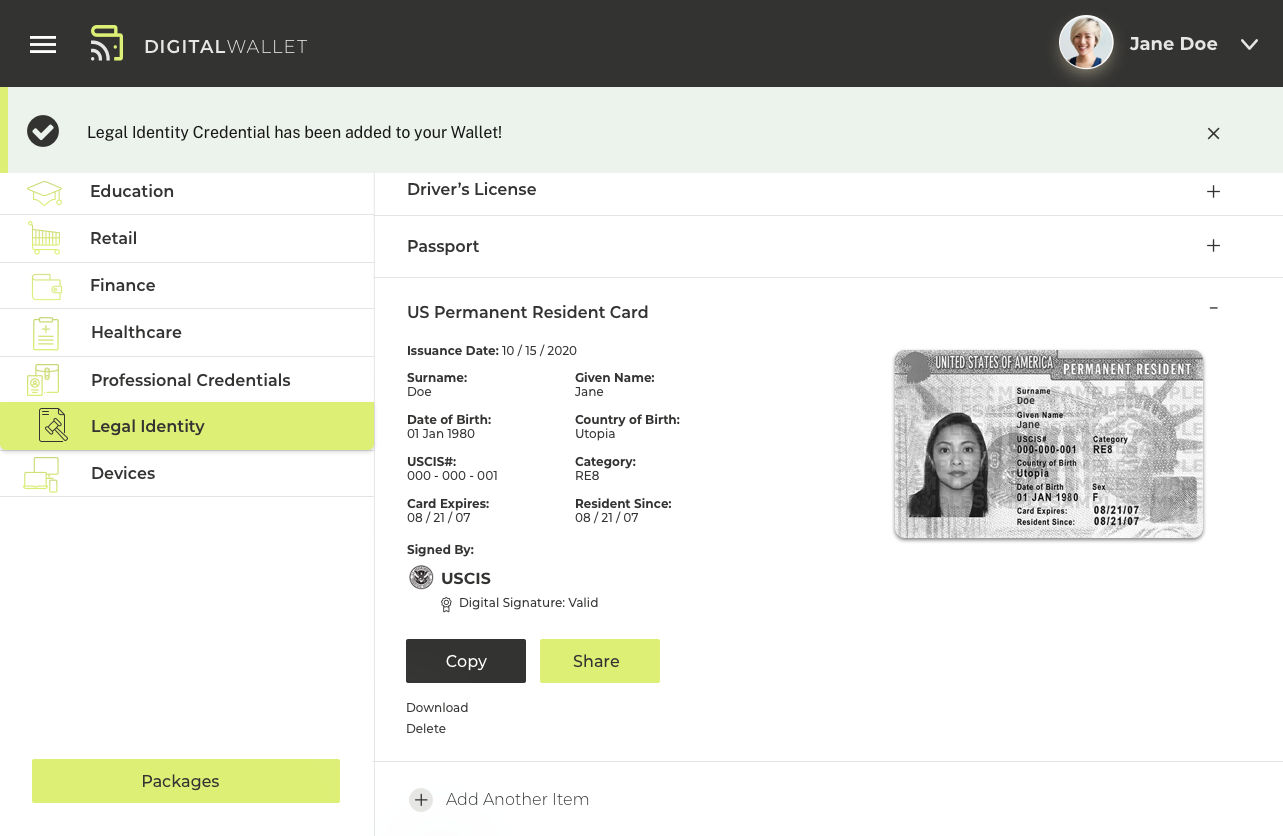 DIGITALWALLET
Jane Doe
Legal Identity Credential has been added to your Wallet!
Education
Retail
Finance
Healthcare
Professional Credentials
Legal Identity
Devices
Packages
Driver’s License
Passport
US Permanent Resident Card
Issuance Date: 10 / 15 / 2020
Surname: Given Name:
Doe Jane
Date of Birth: Country of Birth:
01 Jan 1980 Utopia
USCIS#: Category:
000 - 000 - 001 RE8
Card Expires: Resident Since:
08 / 21 / 07 08 / 21 / 07
Signed By:
USCIS
Digital Signature: Valid
Copy Share
Download
Delete
Add Another Item
UNITED STATES OF AMERICA
PERMANENT RESIDENT
Surname
Doe
Given Name
Jane
USCIS# Category
000-000-001 RE8
Country of Birth
Utopia
Date of Birth Sex
01 JAN 1980 F
Card Expires: 08/21/07
Resident Since: 08/21/07